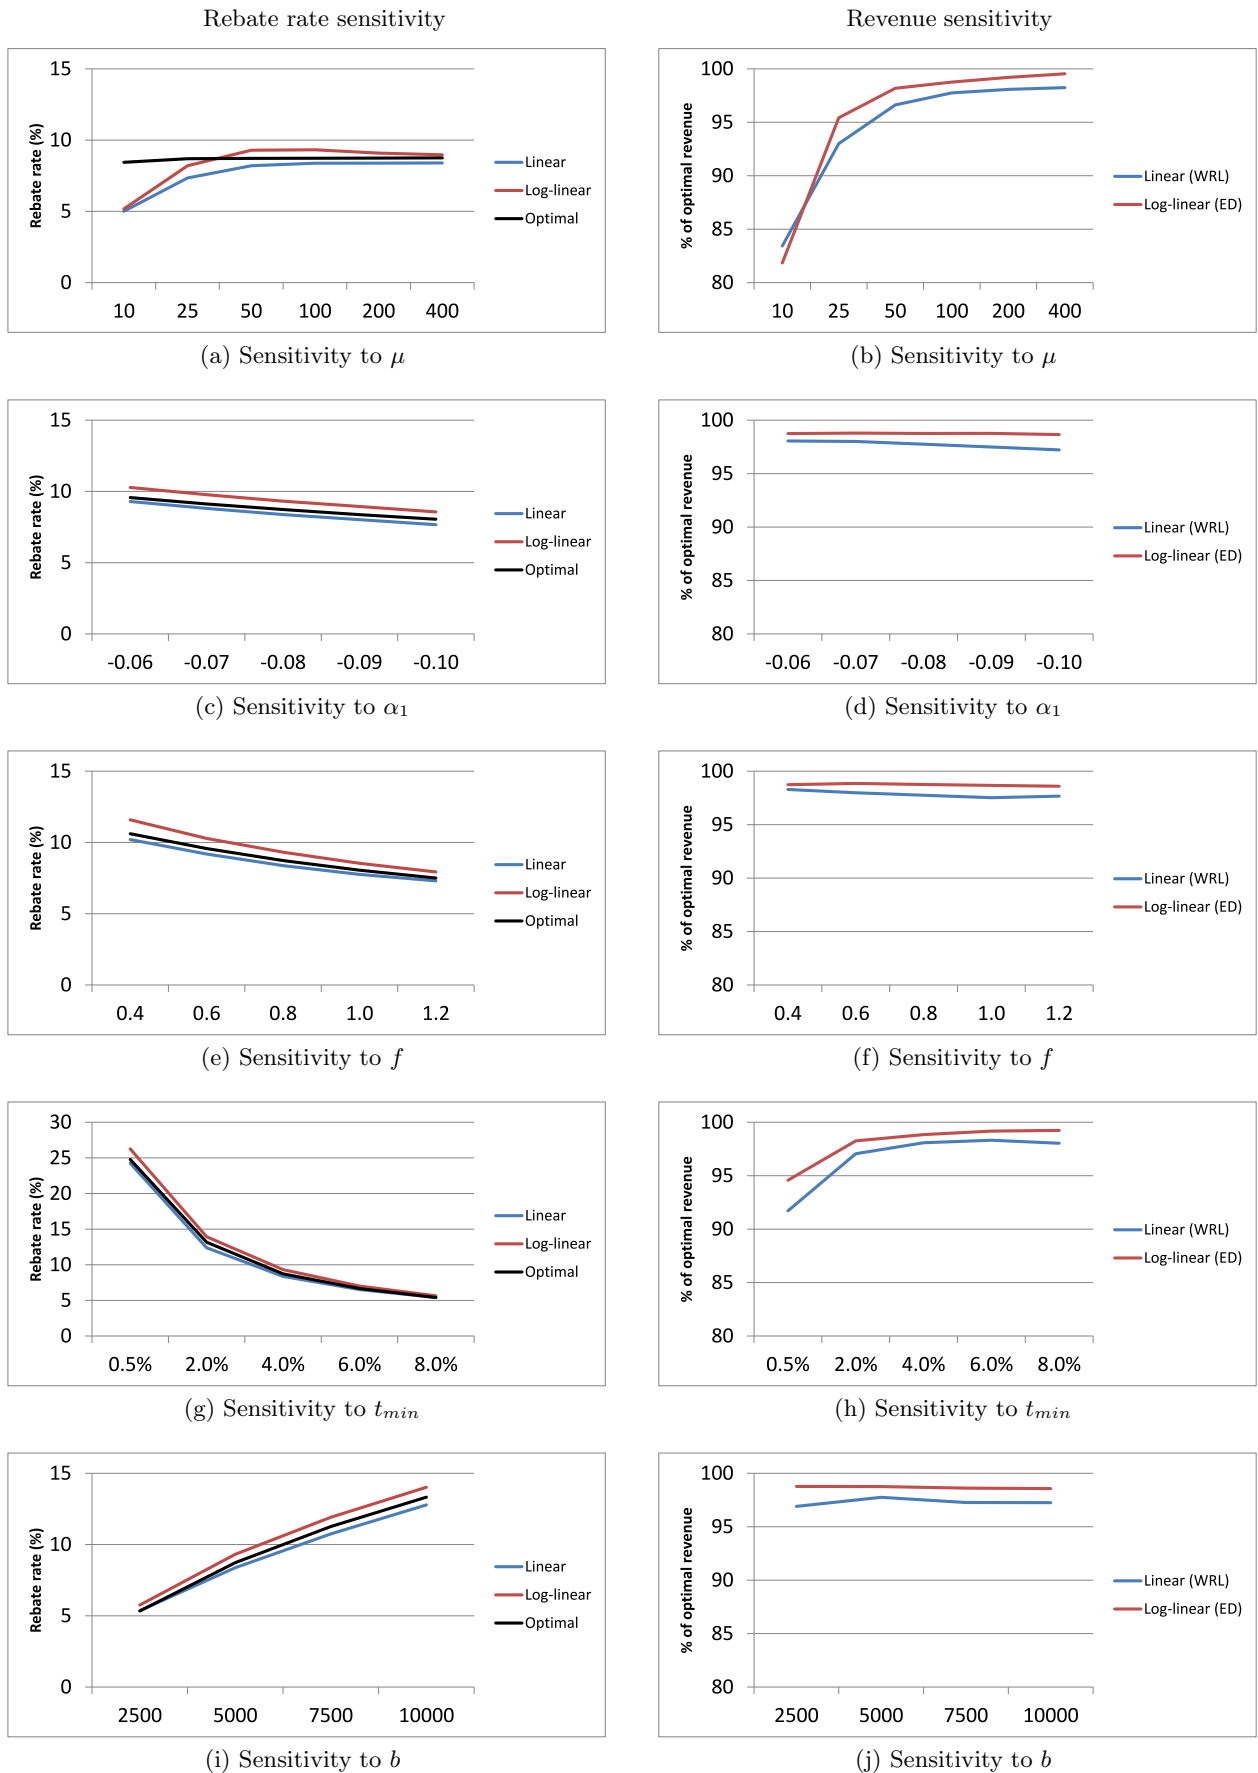 Rebate rate sensitivity
Revenue sensitivity
Rebate rate (%)
15
10
5
0
10 25 50 100 200 400
Linear
Log-linear
Optimal
(a) Sensitivity to μ
% of optimal revenue
100
95
90
85
80
10 25 50 100 200 400
Linear (WRL)
Log-linear (ED)
(b) Sensitivity to μ
Rebate rate (%)
15
10
5
0
-0.06 -0.07 -0.08 -0.09 -0.10
Linear
Log-linear
Optimal
(c) Sensitivity to α₁
% of optimal revenue
100
95
90
85
80
-0.06 -0.07 -0.08 -0.09 -0.10
Linear (WRL)
Log-linear (ED)
(d) Sensitivity to α₁
Rebate rate (%)
15
10
5
0
0.4 0.6 0.8 1.0 1.2
Linear
Log-linear
Optimal
(e) Sensitivity to f
% of optimal revenue
100
95
90
85
80
0.4 0.6 0.8 1.0 1.2
Linear (WRL)
Log-linear (ED)
(f) Sensitivity to f
Rebate rate (%)
30
25
20
15
10
5
0
0.5% 2.0% 4.0% 6.0% 8.0%
Linear
Log-linear
Optimal
(g) Sensitivity to tmin
% of optimal revenue
100
95
90
85
80
0.5% 2.0% 4.0% 6.0% 8.0%
Linear (WRL)
Log-linear (ED)
(h) Sensitivity to tmin
Rebate rate (%)
15
10
5
0
2500 5000 7500 10000
Linear
Log-linear
Optimal
(i) Sensitivity to b
% of optimal revenue
100
95
90
85
80
2500 5000 7500 10000
Linear (WRL)
Log-linear (ED)
(j) Sensitivity to b